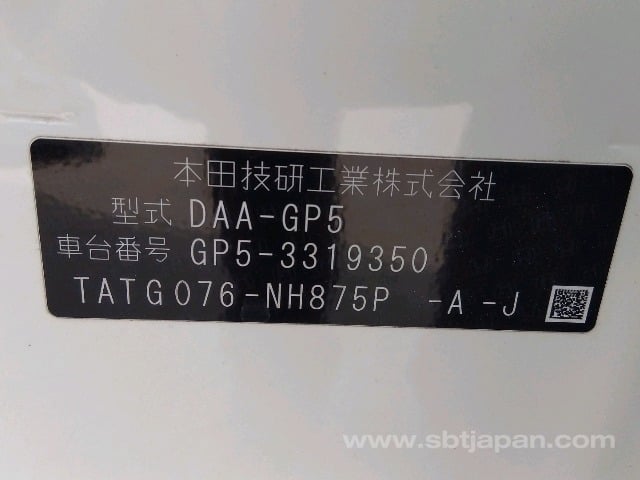 本田技研工業株式会社
型式 DAA-GP5
車台番号 GP5-3319350
TATG076-NH875P -A -J
www.sbtjapan.com